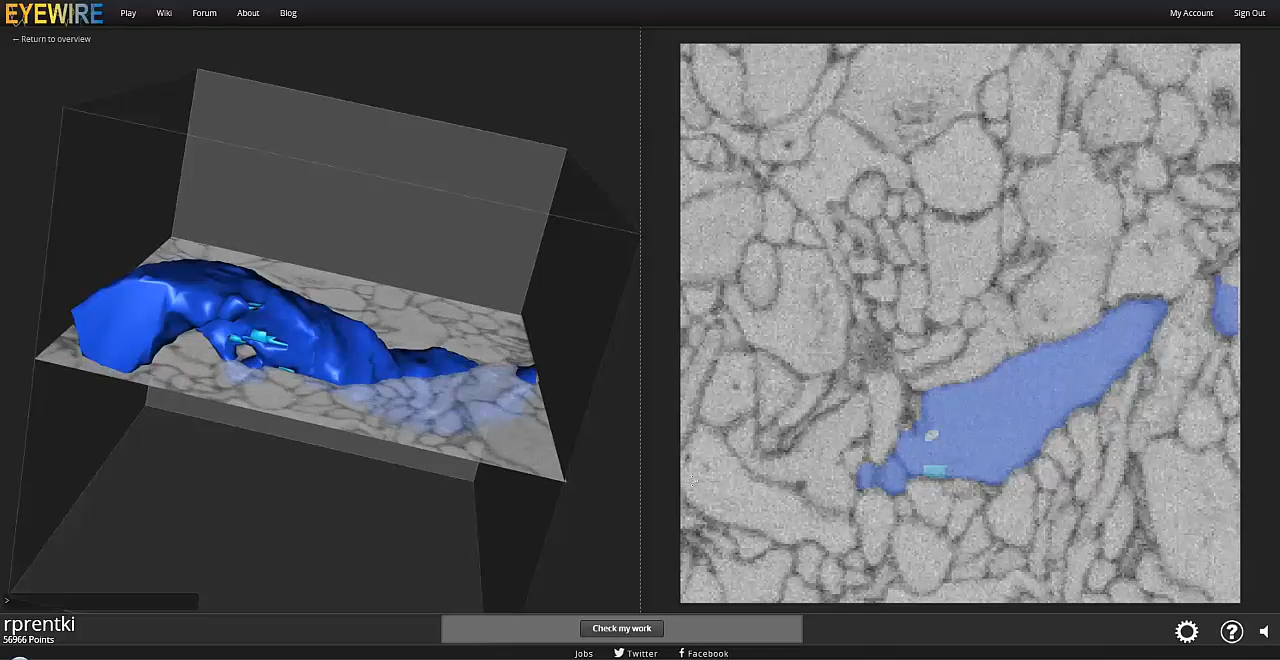 EYEWIRE Play Wiki Forum About Blog My Account Sign Out
← Return to overview
>
rprentki
56966 Points
Check my work
?
Jobs Twitter Facebook